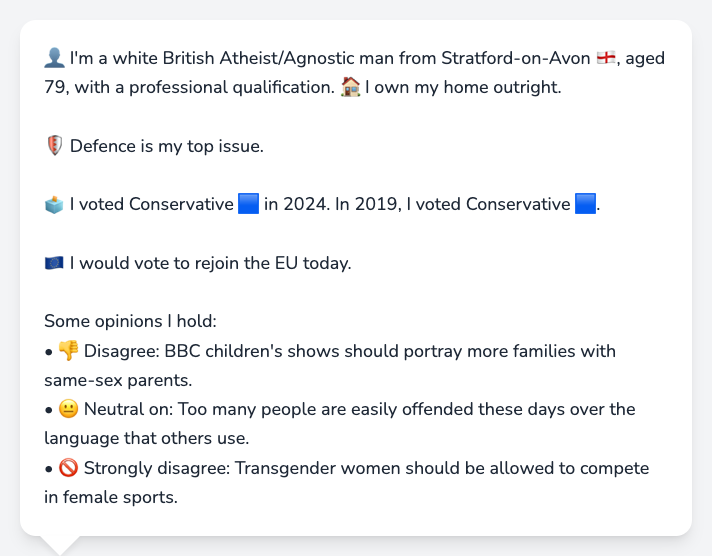 👤 I'm a white British Atheist/Agnostic man from Stratford-on-Avon 🏴󠁧󠁢󠁥󠁮󠁧󠁿, aged
79, with a professional qualification. 🏠 I own my home outright.
🛡️ Defence is my top issue.
🗳️ I voted Conservative 🟦 in 2024. In 2019, I voted Conservative 🟦.
🇪🇺 I would vote to rejoin the EU today.
Some opinions I hold:
• 👎 Disagree: BBC children's shows should portray more families with
same-sex parents.
• 😐 Neutral on: Too many people are easily offended these days over the
language that others use.
• 🚫 Strongly disagree: Transgender women should be allowed to compete
in female sports.